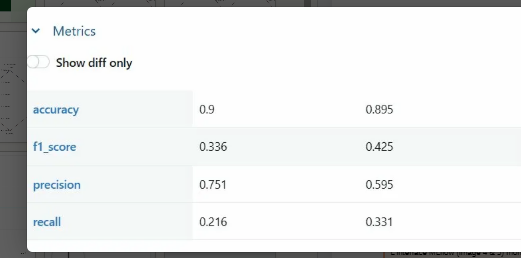 Metrics
Show diff only
accuracy 0.9 0.895
f1_score 0.336 0.425
precision 0.751 0.595
recall 0.216 0.331